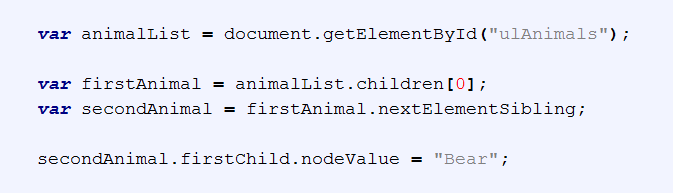 var animalList = document.getElementById("ulAnimals");
var firstAnimal = animalList.children[0];
var secondAnimal = firstAnimal.nextElementSibling;
secondAnimal.firstChild.nodeValue = "Bear";